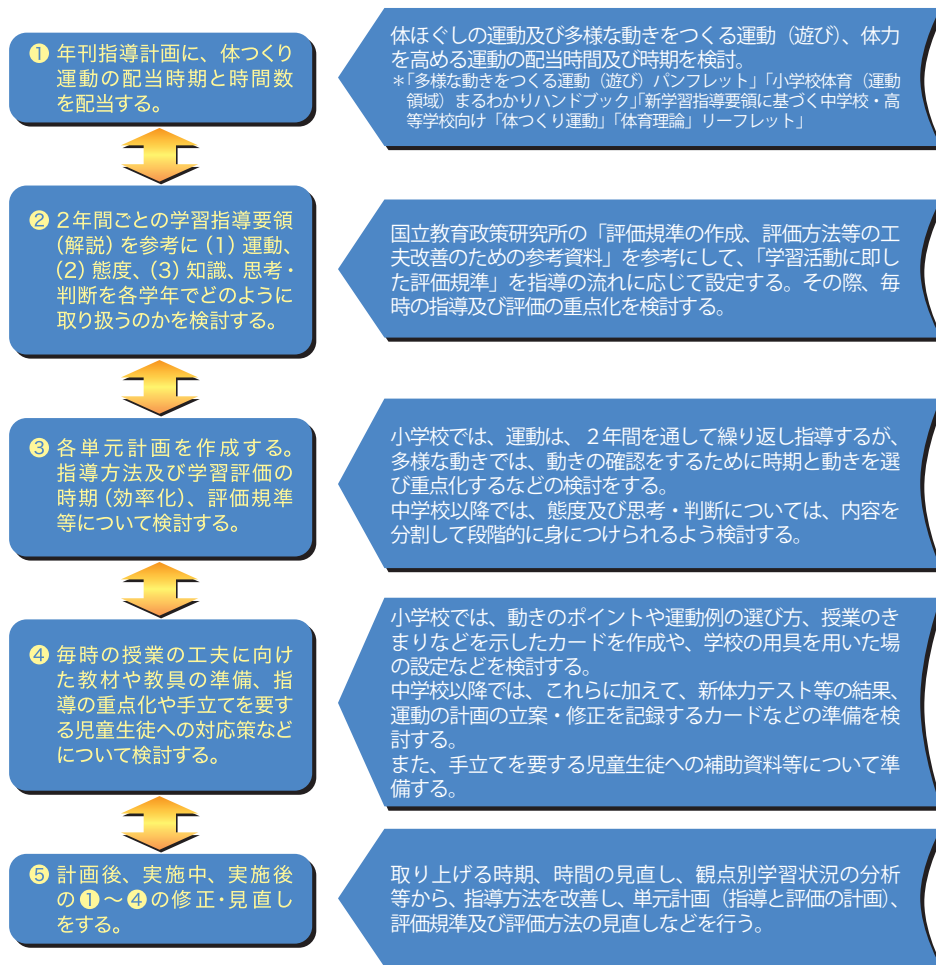 ❶ 年刊指導計画に、体つくり
運動の配当時期と時間数
を配当する。
体ほぐしの運動及び多様な動きをつくる運動（遊び）、体力
を高める運動の配当時間及び時期を検討。
＊「多様な動きをつくる運動（遊び）パンフレット」「小学校体育（運動
領域）まるわかりハンドブック」「新学習指導要領に基づく中学校・高
等学校向け「体つくり運動」「体育理論」リーフレット」
❷ 2年間ごとの学習指導要領
（解説）を参考に（1）運動、
（2）態度、（3）知識、思考・
判断を各学年でどのように
取り扱うのかを検討する。
国立教育政策研究所の「評価規準の作成、評価方法等の工
夫改善のための参考資料」を参考にして、「学習活動に即し
た評価規準」を指導の流れに応じて設定する。その際、毎
時の指導及び評価の重点化を検討する。
❸ 各単元計画を作成する。
指導方法及び学習評価の
時期（効率化）、評価規準
等について検討する。
小学校では、運動は、２年間を通して繰り返し指導するが、
多様な動きでは、動きの確認をするために時期と動きを選
び重点化するなどの検討をする。
中学校以降では、態度及び思考・判断については、内容を
分割して段階的に身につけられるよう検討する。
❹ 毎時の授業の工夫に向け
た教材や教具の準備、指
導の重点化や手立てを要す
る児童生徒への対応策など
について検討する。
小学校では、動きのポイントや運動例の選び方、授業のき
まりなどを示したカードを作成や、学校の用具を用いた場
の設定などを検討する。
中学校以降では、これらに加えて、新体力テスト等の結果、
運動の計画の立案・修正を記録するカードなどの準備を検
討する。
また、手立てを要する児童生徒への補助資料等について準
備する。
❺ 計画後、実施中、実施後
の❶～❹の修正・見直し
をする。
取り上げる時期、時間の見直し、観点別学習状況の分析
等から、指導方法を改善し、単元計画（指導と評価の計画）、
評価規準及び評価方法の見直しなどを行う。